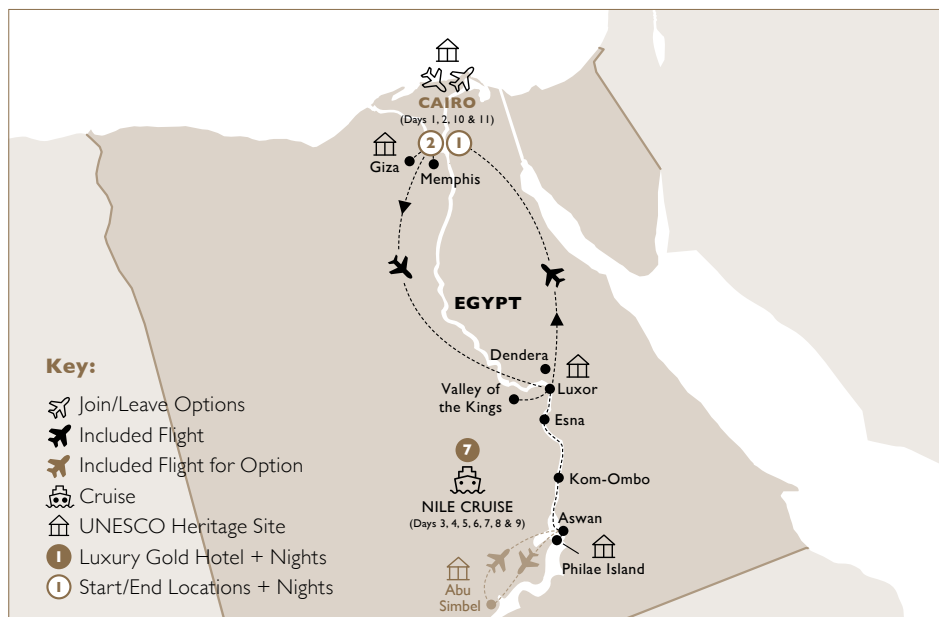 CAIRO
(Days 1, 2, 10 & 11)
2
1
Giza
Memphis
EGYPT
Dendera
Luxor
Valley of
the Kings
Esna
7
Kom-Ombo
NILE CRUISE
(Days 3, 4, 5, 6, 7, 8 & 9)
Aswan
Philae Island
Abu
Simbel
Key:
Join/Leave Options
Included Flight
Included Flight for Option
Cruise
UNESCO Heritage Site
1 Luxury Gold Hotel + Nights
1 Start/End Locations + Nights